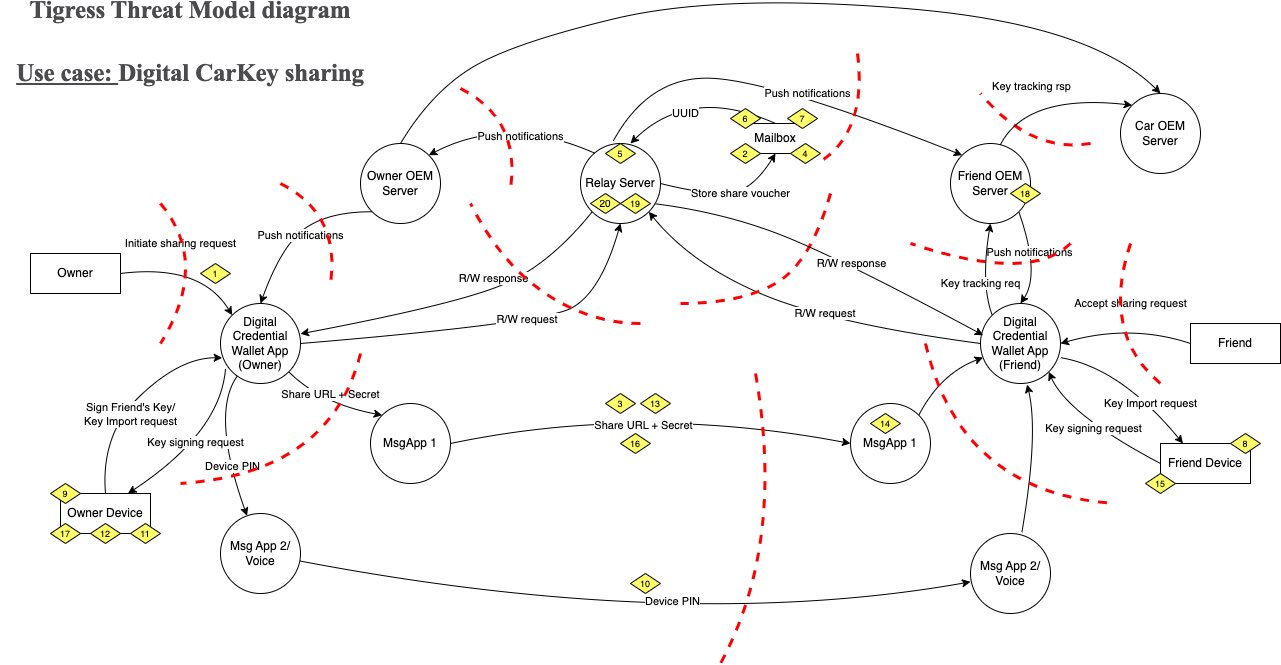 Tigress Threat Model diagram
Use case: Digital CarKey sharing
Key tracking rsp
Push notifications
UUID
6
7
Mailbox
2
4
Car OEM
Server
Push notifications
5
Relay Server
20
19
Store share voucher
Owner OEM
Server
Friend OEM
Server
18
Initiate sharing request
Push notifications
Owner
1
R/W response
R/W response
Push notifications
Key tracking req
R/W request
R/W request
Accept sharing request
Digital
Credential
Wallet App
(Owner)
Digital
Credential
Wallet App
(Friend)
Friend
Share URL + Secret
Sign Friend's Key/
Key Import request
Key signing request
Device PIN
MsgApp 1
3
13
Share URL + Secret
16
14
MsgApp 1
Key Import request
Key signing request
8
Friend Device
15
9
Owner Device
17
12
11
Msg App 2/
Voice
10
Device PIN
Msg App 2/
Voice